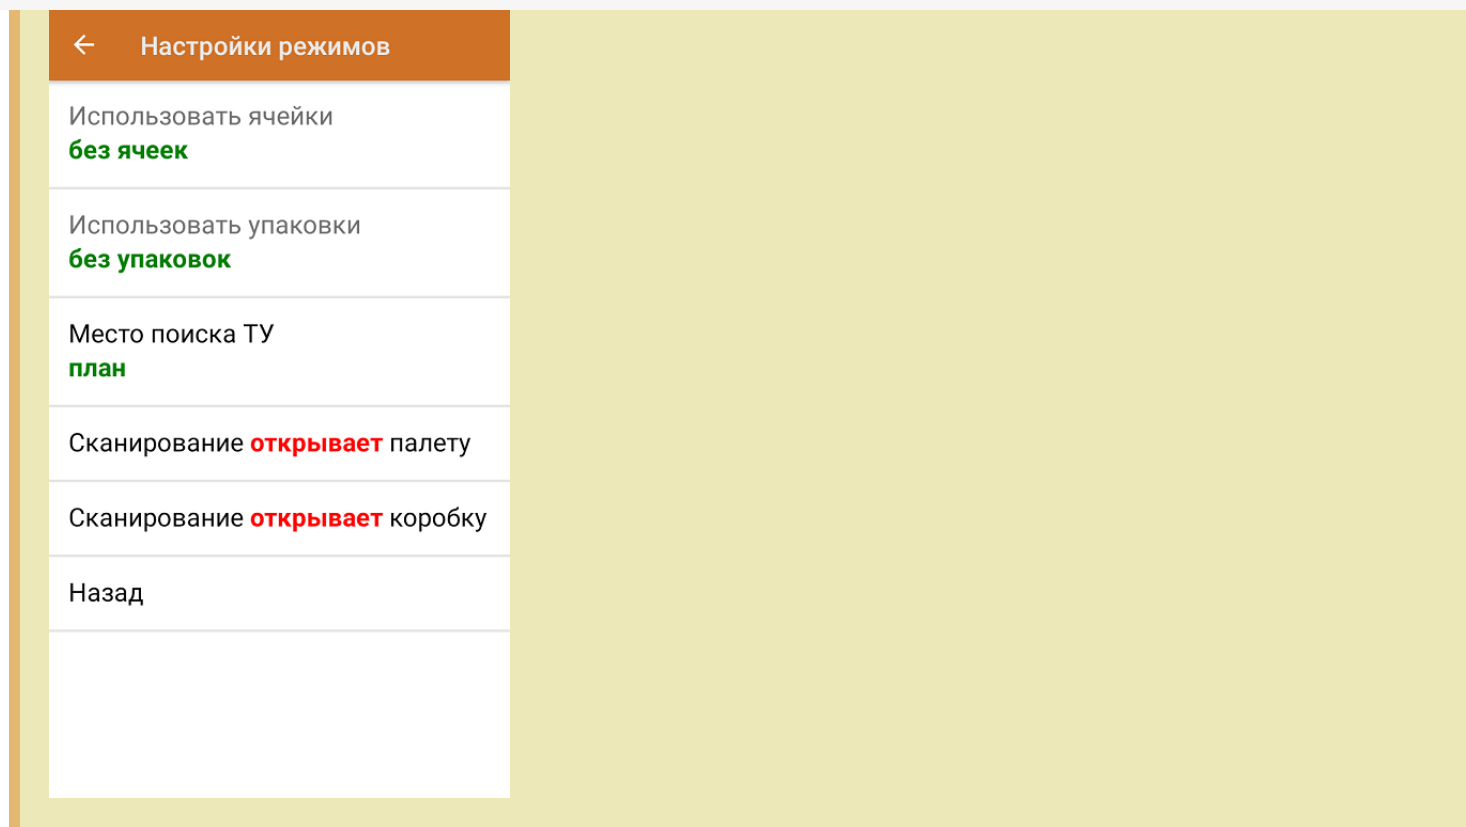 Настройки режимов
Использовать ячейки
без ячеек
Использовать упаковки
без упаковок
Место поиска ТУ
план
Сканирование открывает палету
Сканирование открывает коробку
Назад